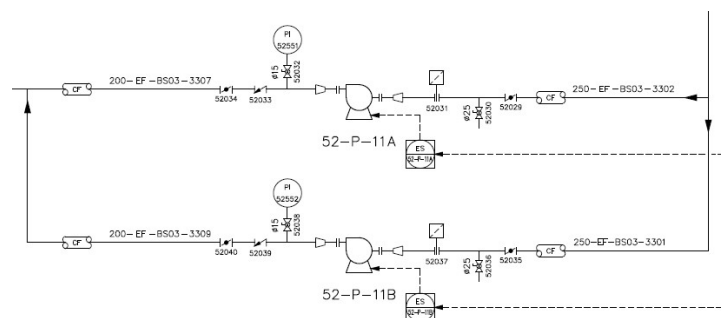 PI
52551
ø15
52032
CF
200-EF-BS03-3307
52034
52033
52031
ø25
52030
52029
CF
250-EF-BS03-3302
52-P-11A
ES
52-P-11A
PI
52552
ø15
52038
CF
200-EF-BS03-3309
52040
52039
52037
ø25
52036
52035
CF
250-EF-BS03-3301
52-P-11B
ES
52-P-11B